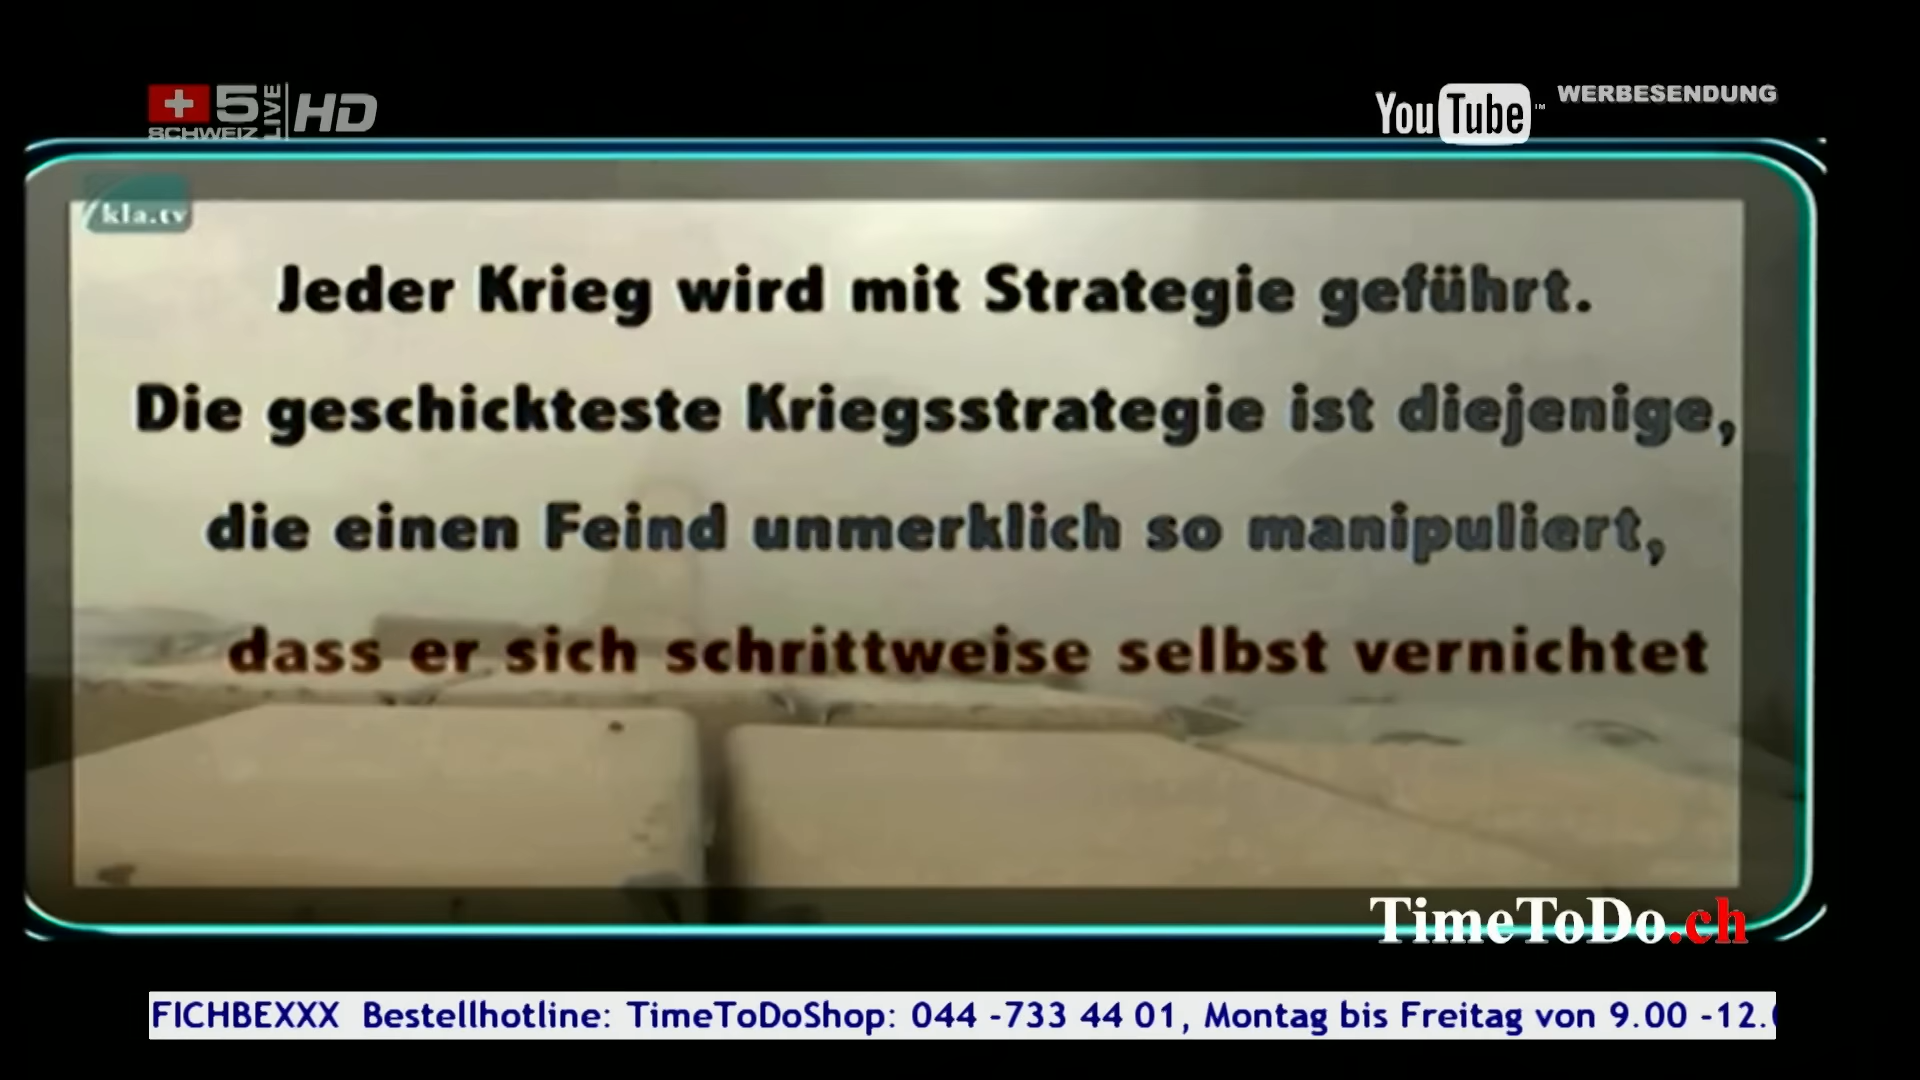 5 SCHWEIZ LIVE HD
YouTube™ WERBESENDUNG
kla.tv
Jeder Krieg wird mit Strategie geführt.
Die geschickteste Kriegsstrategie ist diejenige,
die einen Feind unmerklich so manipuliert,
dass er sich schrittweise selbst vernichtet
TimeToDo.ch
FICHBEXXX Bestellhotline: TimeToDoShop: 044 -733 44 01, Montag bis Freitag von 9.00 -12.